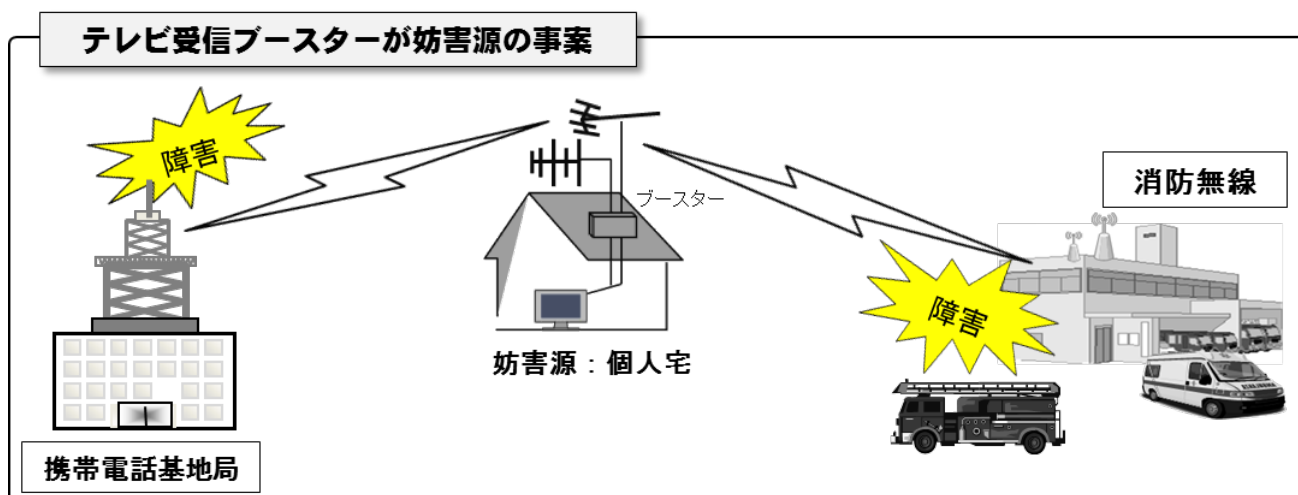 テレビ受信ブースターが妨害源の事案
障害
ブースター
消防無線
障害
妨害源：個人宅
携帯電話基地局